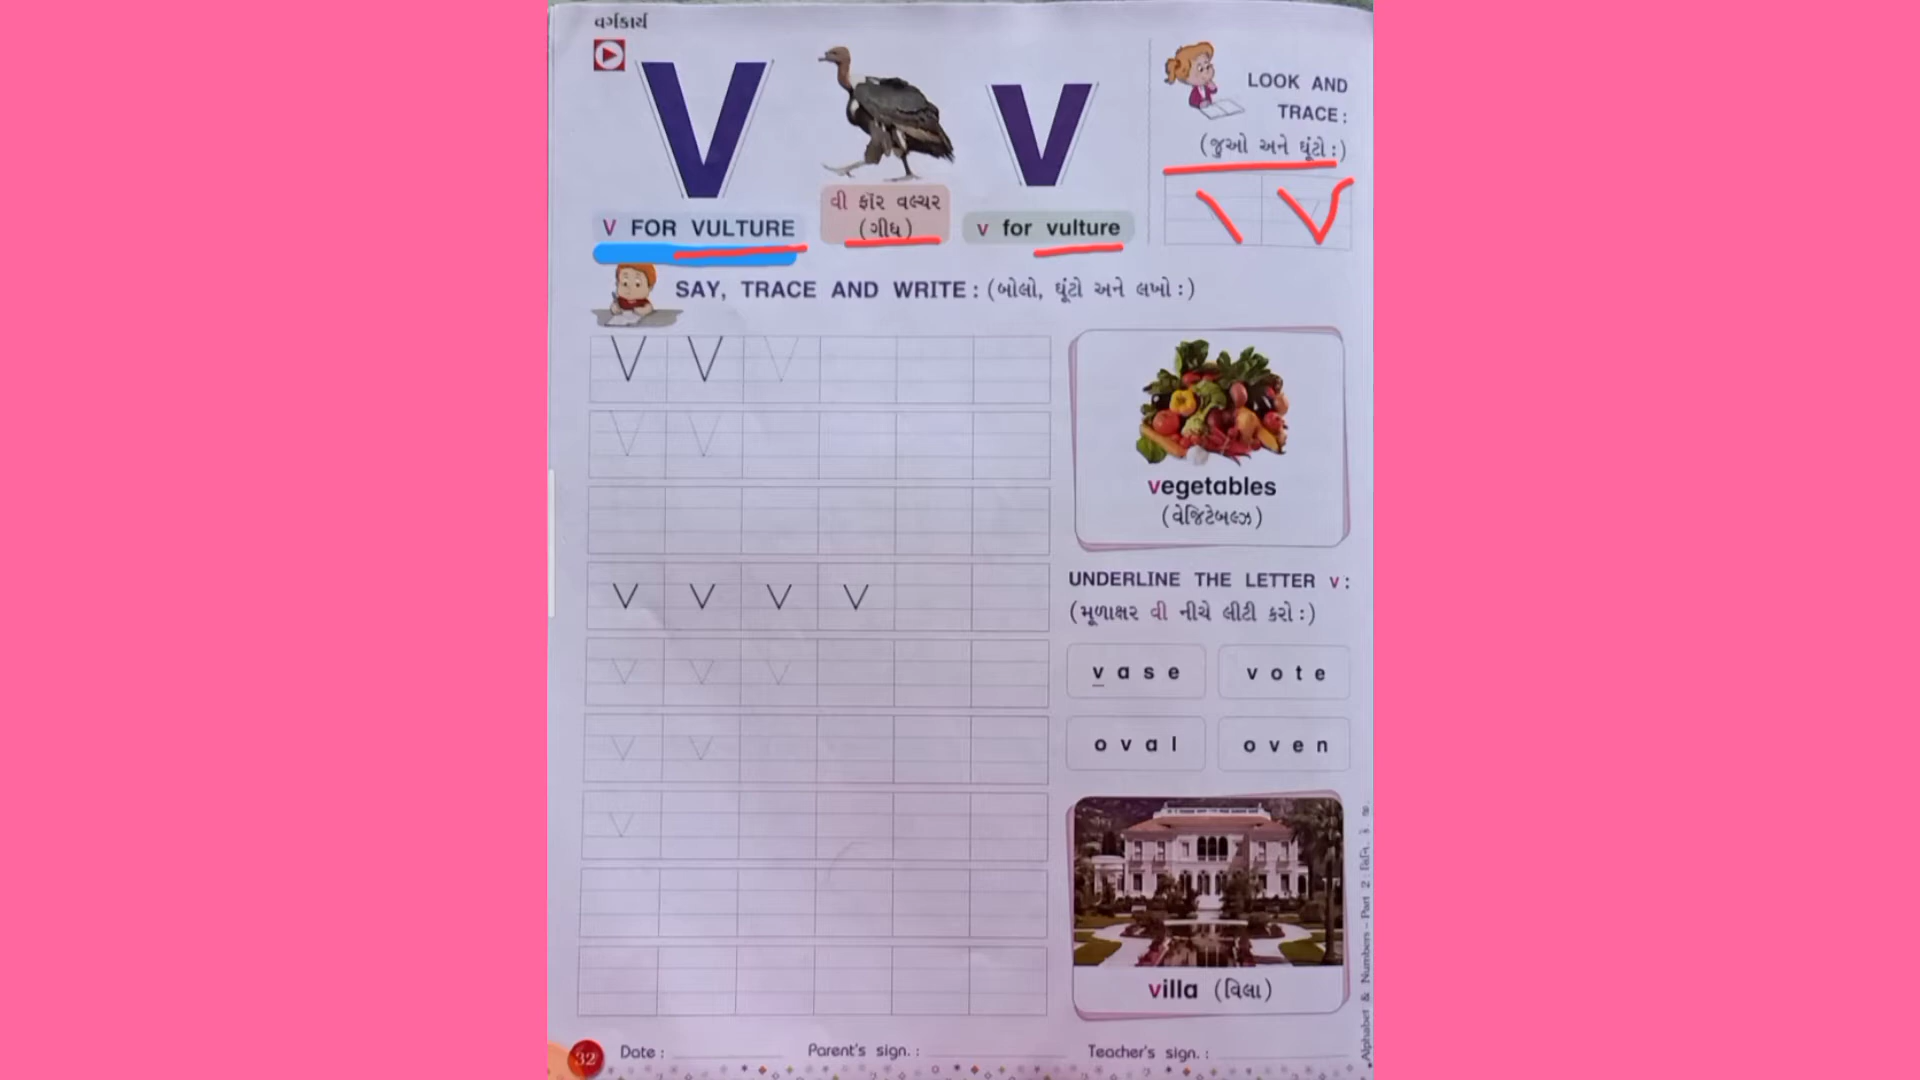 વર્ગકાર્ય
V
v
LOOK AND
TRACE :
(જુઓ અને ઘૂંટો :)
વી ફૉર વલ્ચર
(ગીધ)
V FOR VULTURE
v for vulture
SAY, TRACE AND WRITE : (બોલો, ઘૂંટો અને લખો :)
V V V
V V
v v v v
v v v
v v
v
vegetables
(વેજિટેબલ્ઝ)
UNDERLINE THE LETTER v :
(મૂળાક્ષર વી નીચે લીટી કરો :)
v a s e
v o t e
o v a l
o v e n
villa (વિલા)
Alphabet & Numbers – Part 2 :
32
Date :
Parent's sign. :
Teacher's sign. :